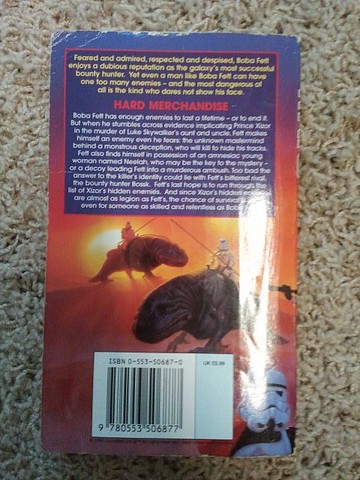 Feared and admired, respected and despised, Boba Fett
enjoys a dubious reputation as the galaxy's most successful
bounty hunter. Yet even a man like Boba Fett can have
one too many enemies – and the most dangerous of
all is the kind who dares not show his face.
HARD MERCHANDISE
Boba Fett has enough enemies to last a lifetime – or to end it.
But when he stumbles across evidence implicating Prince Xizor
in the murder of Luke Skywalker's aunt and uncle, Fett makes
himself an enemy even he fears: the unknown mastermind
behind a monstrous deception, who will kill to hide his tracks.
Fett also finds himself in possession of an amnesiac young
woman named Neelah, who may be the key to the mystery –
or a decoy leading Fett into a murderous ambush. Too bad the
answer to the killer's identity could lie with Fett's bitterest rival,
the bounty hunter Bossk. Fett's last hope is to run through the
list of Xizor's hidden enemies. And since Xizor's hidden
are almost as legion as Fett's, the chance of survival
even for someone as skilled and relentless as Boba
ISBN 0-553-50687-0
9 780553 506877